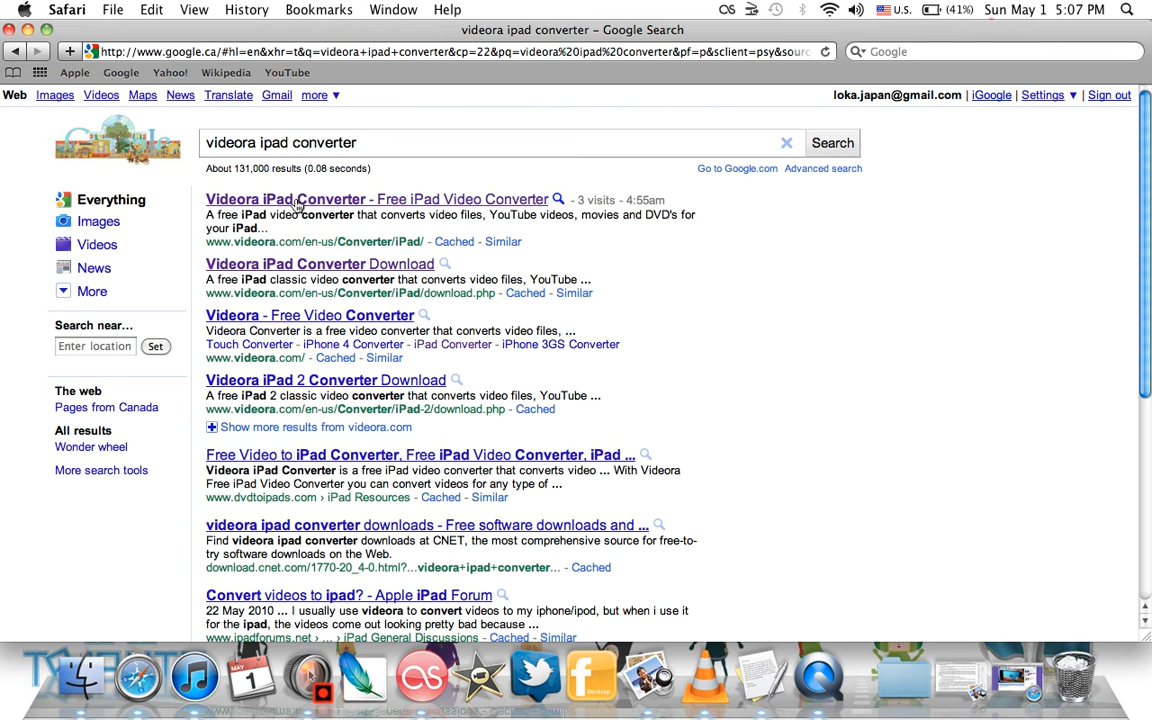 Safari File Edit View History Bookmarks Window Help
OS U.S. (41%) Sun May 1 5:07 PM
videora ipad converter – Google Search
http://www.google.ca/#hl=en&xhr=t&q=videora+ipad+converter&cp=22&pq=videora%20ipad%20converter&pf=p&sclient=psy&sour
Google
Apple Google Yahoo! Wikipedia YouTube
Web Images Videos Maps News Translate Gmail more ▼
loka.japan@gmail.com | iGoogle | Settings ▼ | Sign out
videora ipad converter
Search
About 131,000 results (0.08 seconds)
Go to Google.com Advanced search
Everything
Images
Videos
News
More
Search near...
Enter location Set
The web
Pages from Canada
All results
Wonder wheel
More search tools
Videora iPad Converter - Free iPad Video Converter - 3 visits - 4:55am
A free iPad video converter that converts video files, YouTube videos, movies and DVD's for
your iPad...
www.videora.com/en-us/Converter/iPad/ - Cached - Similar
Videora iPad Converter Download
A free iPad classic video converter that converts video files, YouTube ...
www.videora.com/en-us/Converter/iPad/download.php - Cached - Similar
Videora - Free Video Converter
Videora Converter is a free video converter that converts video files, ...
Touch Converter - iPhone 4 Converter - iPad Converter - iPhone 3GS Converter
www.videora.com/ - Cached - Similar
Videora iPad 2 Converter Download
A free iPad 2 classic video converter that converts video files, YouTube ...
www.videora.com/en-us/Converter/iPad-2/download.php - Cached
Show more results from videora.com
Free Video to iPad Converter, Free iPad Video Converter, iPad ...
Videora iPad Converter is a free iPad video converter that converts video ... With Videora
Free iPad Video Converter you can convert videos for any type of ...
www.dvdtoipads.com › iPad Resources - Cached - Similar
videora ipad converter downloads - Free software downloads and ...
Find videora ipad converter downloads at CNET, the most comprehensive source for free-to-
try software downloads on the Web.
download.cnet.com/1770-20_4-0.html?...videora+ipad+converter... - Cached
Convert videos to ipad? - Apple iPad Forum
22 May 2010 ... I usually use videora to convert videos to my iphone/ipod, but when i use it
for the ipad, the videos come out looking pretty bad because ...
www.ipadforums.net › ... › iPad General Discussions - Cached - Similar
MAY
1
Desktop